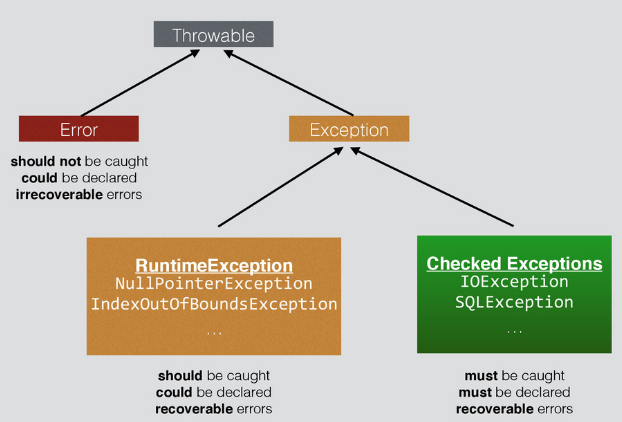 Throwable
Error
Exception
should not be caught
could be declared
irrecoverable errors
RuntimeException
NullPointerException
IndexOutOfBoundsException
...
Checked Exceptions
IOException
SQLException
...
should be caught
could be declared
recoverable errors
must be caught
must be declared
recoverable errors